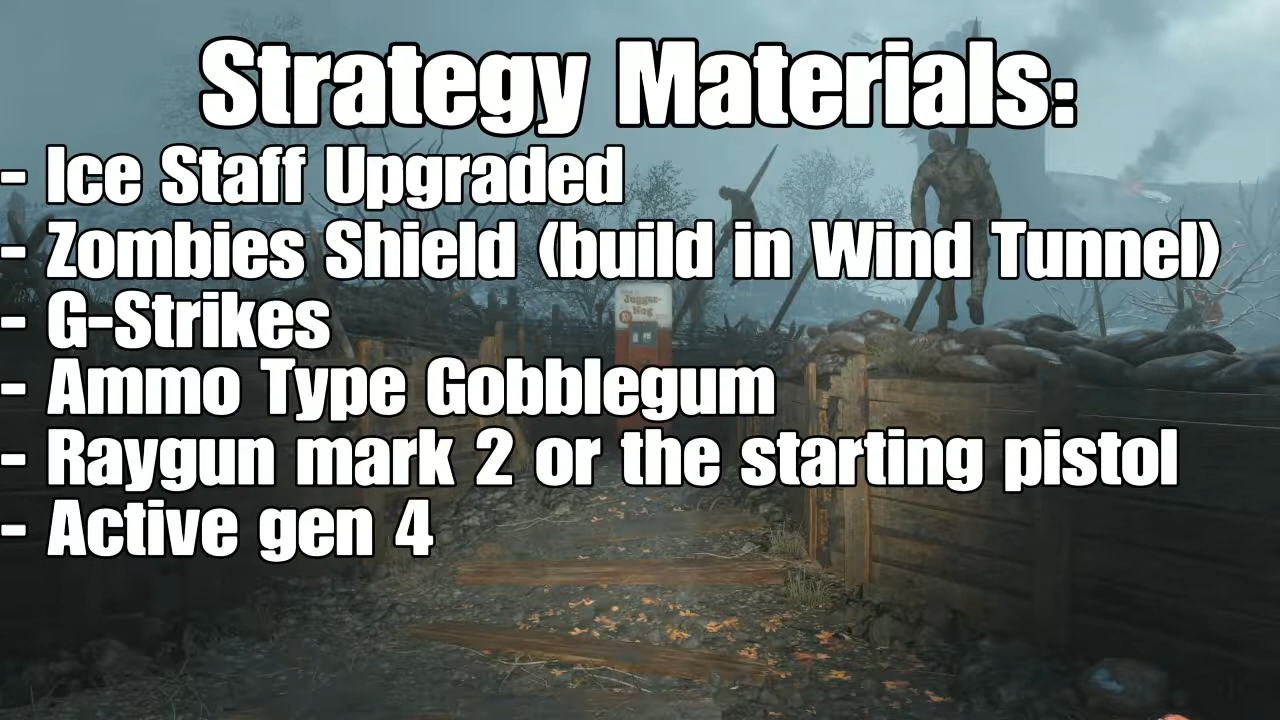 Strategy Materials:
- Ice Staff Upgraded
- Zombies Shield (build in Wind Tunnel)
- G-Strikes
- Ammo Type Gobblegum
- Raygun mark 2 or the starting pistol
- Active gen 4
Jugger-
Nog